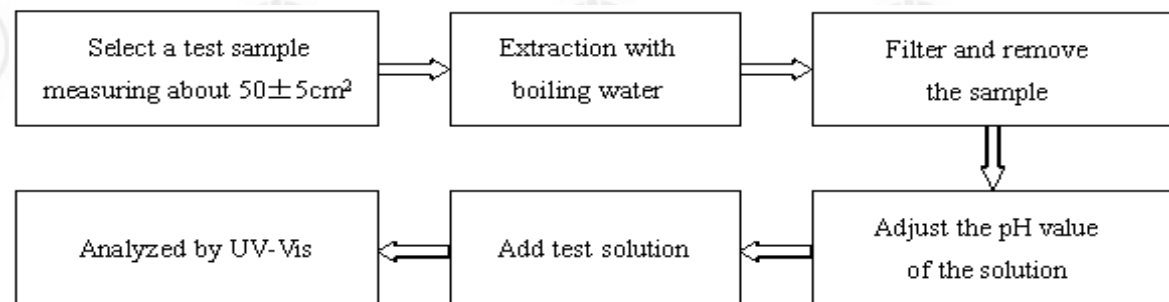 Select a test sample
measuring about 50±5cm²
Extraction with
boiling water
Filter and remove
the sample
Adjust the pH value
of the solution
Add test solution
Analyzed by UV-Vis